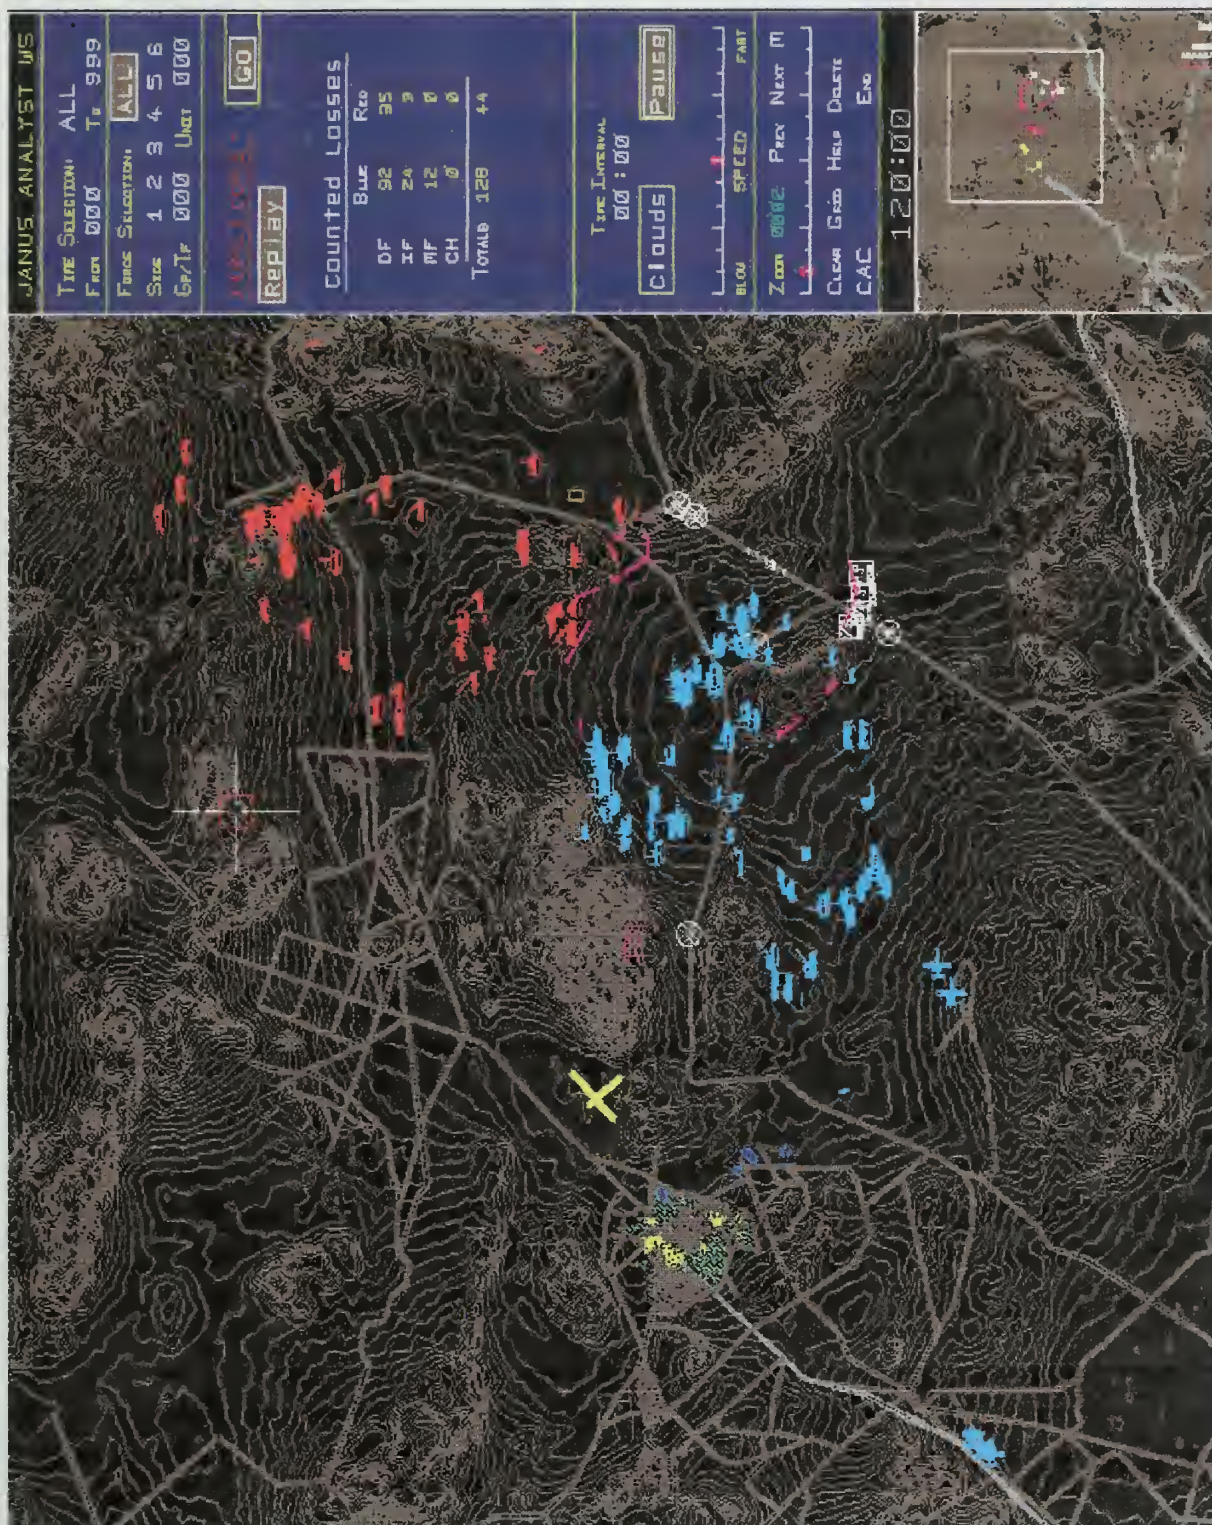 JANUS ANALYST WS
TIME SELECTION: ALL
FROM 000 TO 999
FORCE SELECTION: ALL
SIDE 1 2 3 4 5 6
GP/TF 000 UNIT 000
GO
Replay
Counted Losses
BLUE RED
DF 92 35
IF 24 9
MF 12 0
CH 0 0
TOTALS 128 44
TIME INTERVAL
00:00
Clouds Pause
SLOW SPEED FAST
ZOOM 0002 PREV NEXT M
CLEAR GRID HELP DELETE
CAC END
120:00